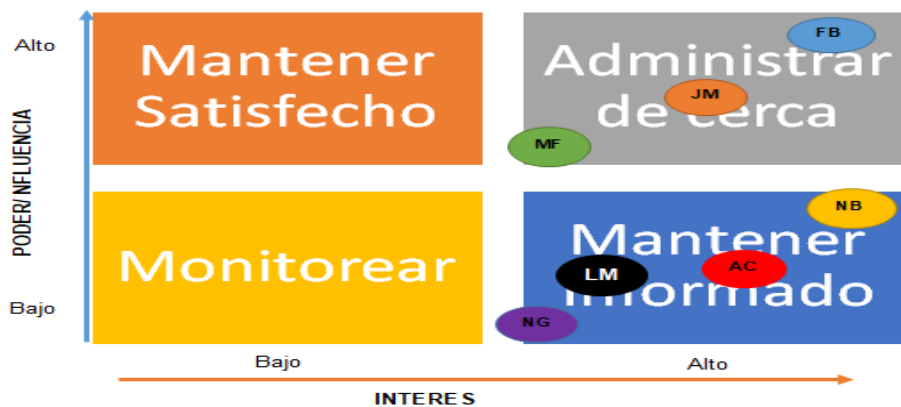 Alto
Mantener
Satisfecho
Administrar
de cerca
FB
JM
MF
PODER/INFLUENCIA
Monitorear
Mantener
Informado
NB
LM
AC
NG
Bajo
Bajo
Alto
INTERES